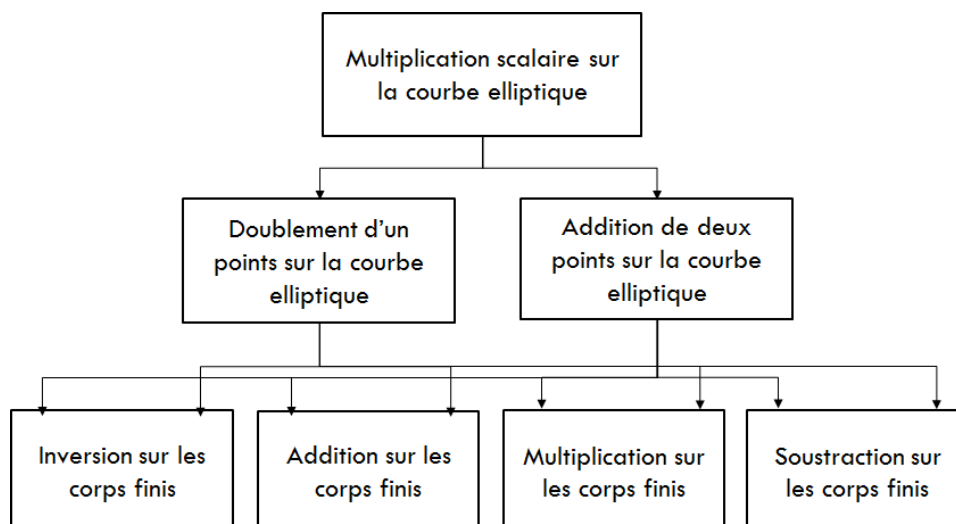 Multiplication scalaire sur
la courbe elliptique
Doublement d'un
points sur la courbe
elliptique
Addition de deux
points sur la courbe
elliptique
Inversion sur les
corps finis
Addition sur les
corps finis
Multiplication sur
les corps finis
Soustraction sur
les corps finis